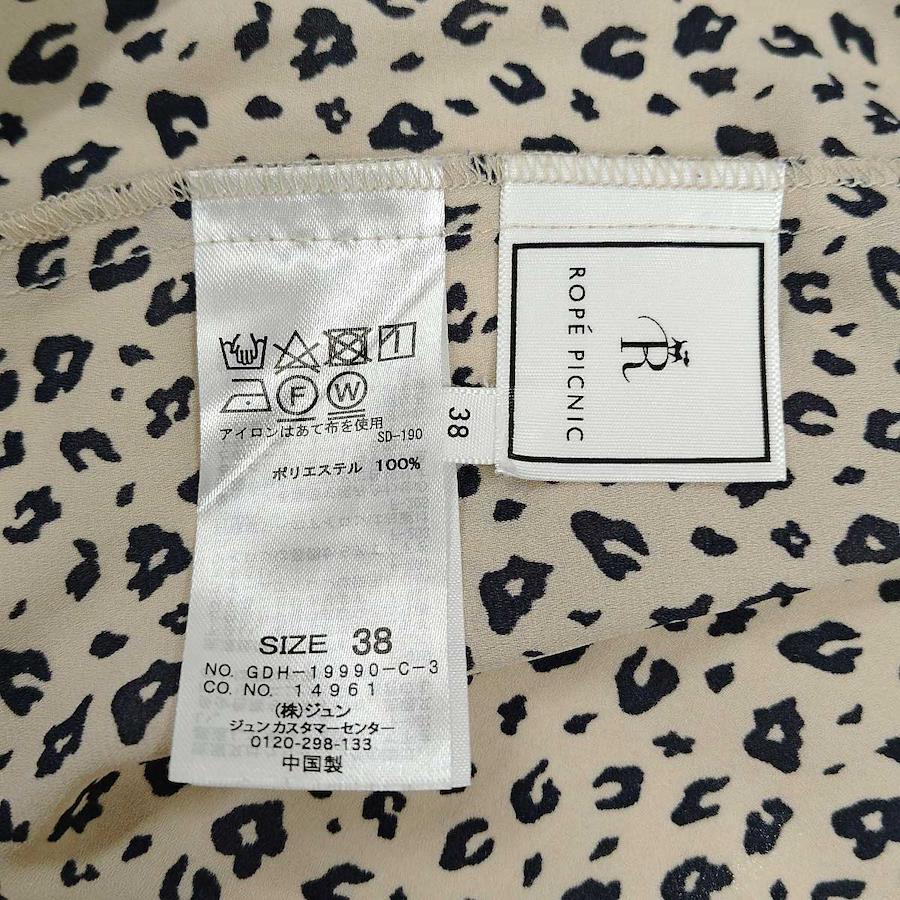 F W
アイロンはあて布を使用
SD-190
ポリエステル 100%
SIZE 38
NO. GDH-19990-C-3
CO. NO. 14961
(株)ジュン
ジュンカスタマーセンター
0120-298-133
中国製
38
R
ROPÉ PICNIC